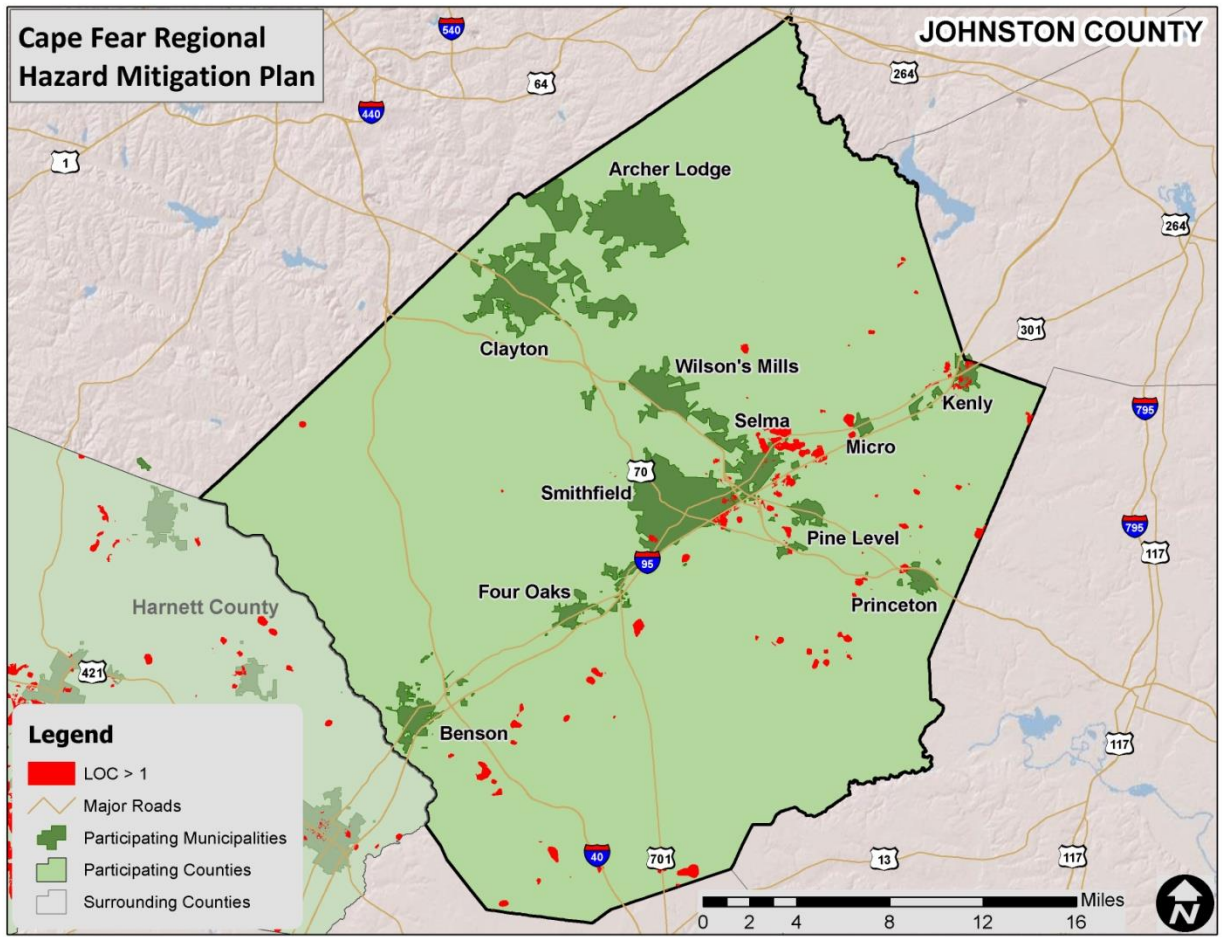 Cape Fear Regional
Hazard Mitigation Plan
JOHNSTON COUNTY
540
64
264
440
1
Archer Lodge
264
301
Clayton
Wilson's Mills
Kenly
795
Selma
Micro
70
Smithfield
795
117
Pine Level
95
Four Oaks
Princeton
Harnett County
421
Benson
117
Legend
LOC > 1
Major Roads
Participating Municipalities
Participating Counties
Surrounding Counties
40
701
13
117
Miles
0 2 4 8 12 16
N